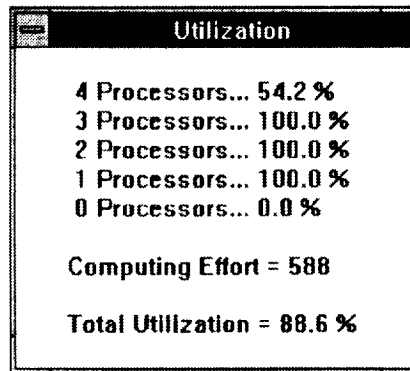 Utilization
4 Processors... 54.2 %
3 Processors... 100.0 %
2 Processors... 100.0 %
1 Processors... 100.0 %
0 Processors... 0.0 %
Computing Effort = 588
Total Utilization = 88.6 %